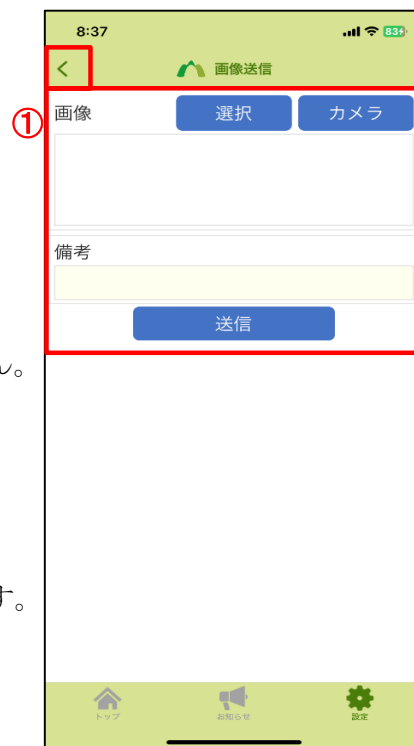 8:37 83
画像送信
①
画像 選択 カメラ
備考
送信
ん。
す。
トップ お知らせ 設定